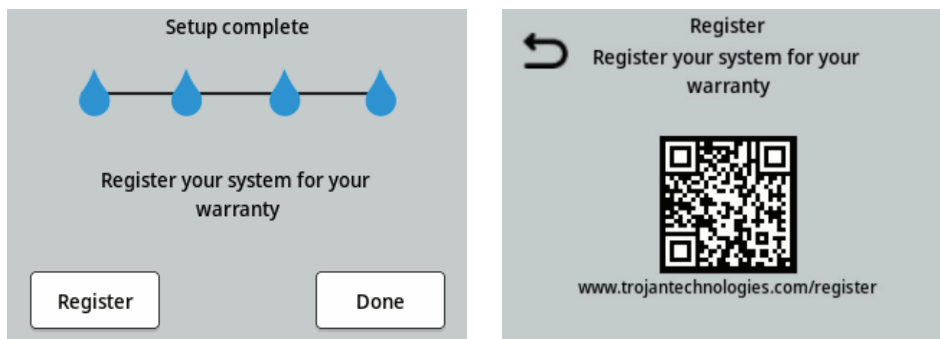 Setup complete
Register your system for your
warranty
Register
Done
Register
Register your system for your
warranty
www.trojantechnologies.com/register